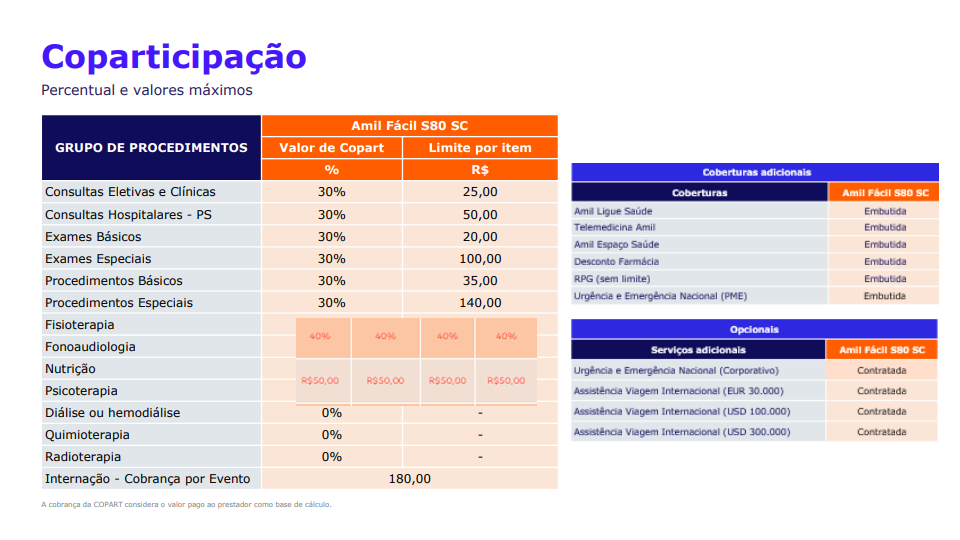 Coparticipação
Percentual e valores máximos
GRUPO DE PROCEDIMENTOS
Amil Fácil S80 SC
Valor de Copart Limite por item
% R$
Consultas Eletivas e Clínicas 30% 25,00
Consultas Hospitalares - PS 30% 50,00
Exames Básicos 30% 20,00
Exames Especiais 30% 100,00
Procedimentos Básicos 30% 35,00
Procedimentos Especiais 30% 140,00
Fisioterapia
Fonoaudiologia
Nutrição
Psicoterapia
40% 40% 40% 40%
R$50,00 R$50,00 R$50,00 R$50,00
Diálise ou hemodiálise 0% -
Quimioterapia 0% -
Radioterapia 0% -
Internação - Cobrança por Evento 180,00
A cobrança da COPART considera o valor pago ao prestador como base de cálculo.
Coberturas adicionais
Coberturas Amil Fácil S80 SC
Amil Ligue Saúde Embutida
Telemedicina Amil Embutida
Amil Espaço Saúde Embutida
Desconto Farmácia Embutida
RPG (sem limite) Embutida
Urgência e Emergência Nacional (PME) Embutida
Opcionais
Serviços adicionais Amil Fácil S80 SC
Urgência e Emergência Nacional (Corporativo) Contratada
Assistência Viagem Internacional (EUR 30.000) Contratada
Assistência Viagem Internacional (USD 100.000) Contratada
Assistência Viagem Internacional (USD 300.000) Contratada